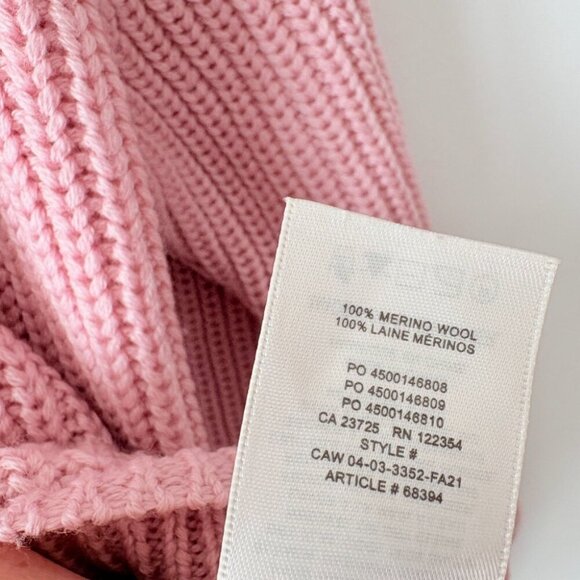 100% MERINO WOOL
100% LAINE MÉRINOS
PO 4500146808
PO 4500146809
PO 4500146810
CA 23725 RN 122354
STYLE #
CAW 04-03-3352-FA21
ARTICLE # 68394